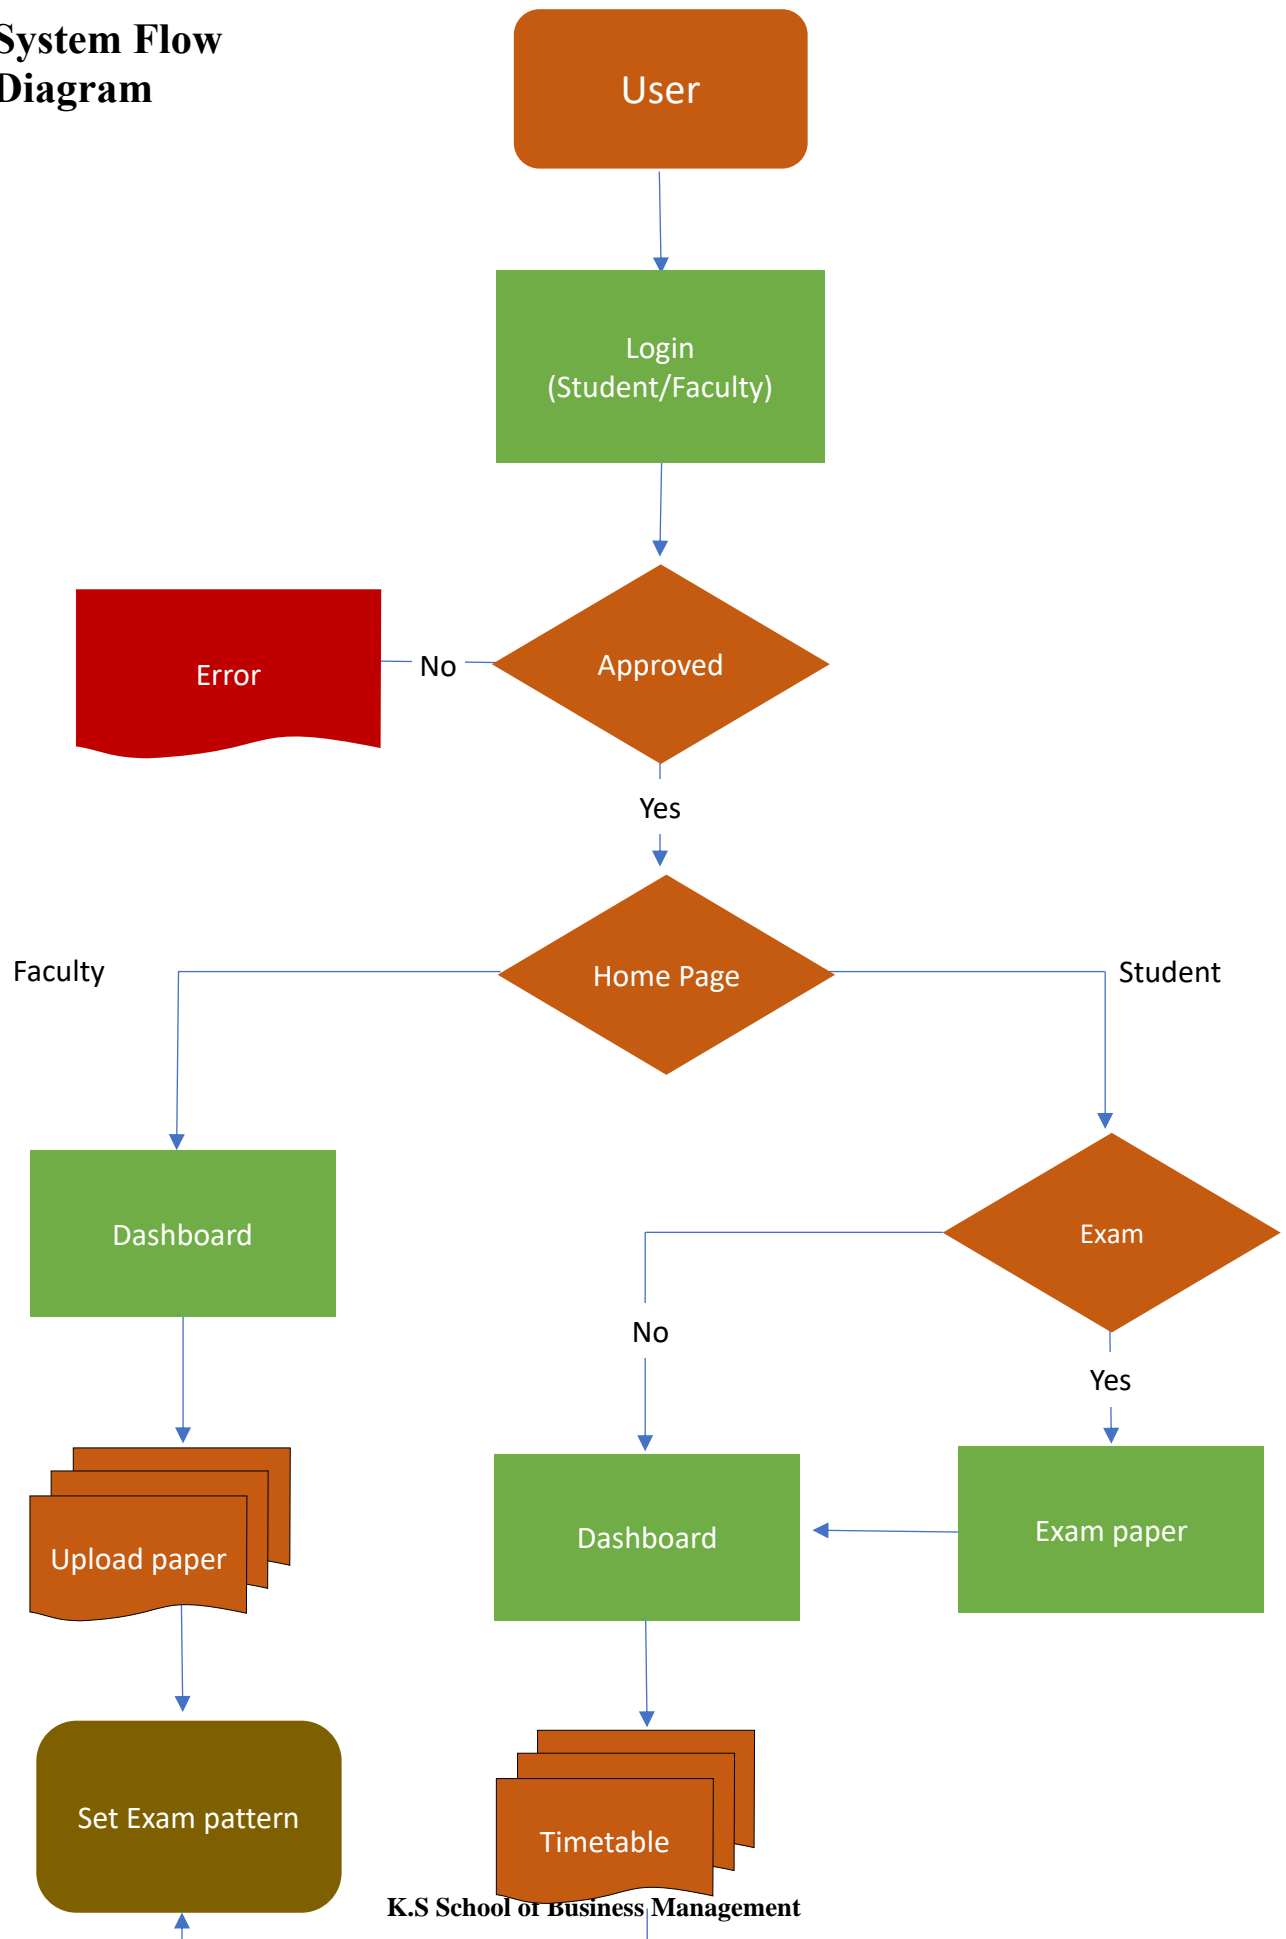 System Flow
Diagram
User
Login
(Student/Faculty)
Error
No
Approved
Yes
Faculty
Home Page
Student
Dashboard
Exam
No
Yes
Upload paper
Dashboard
Exam paper
Set Exam pattern
Timetable
K.S School of Business Management